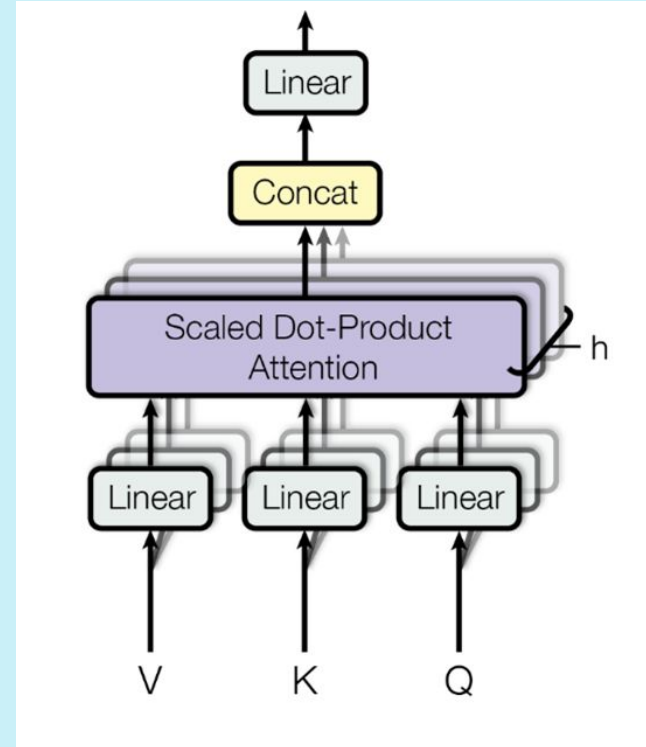 Linear
Concat
Scaled Dot-Product
Attention
h
Linear
Linear
Linear
V
K
Q